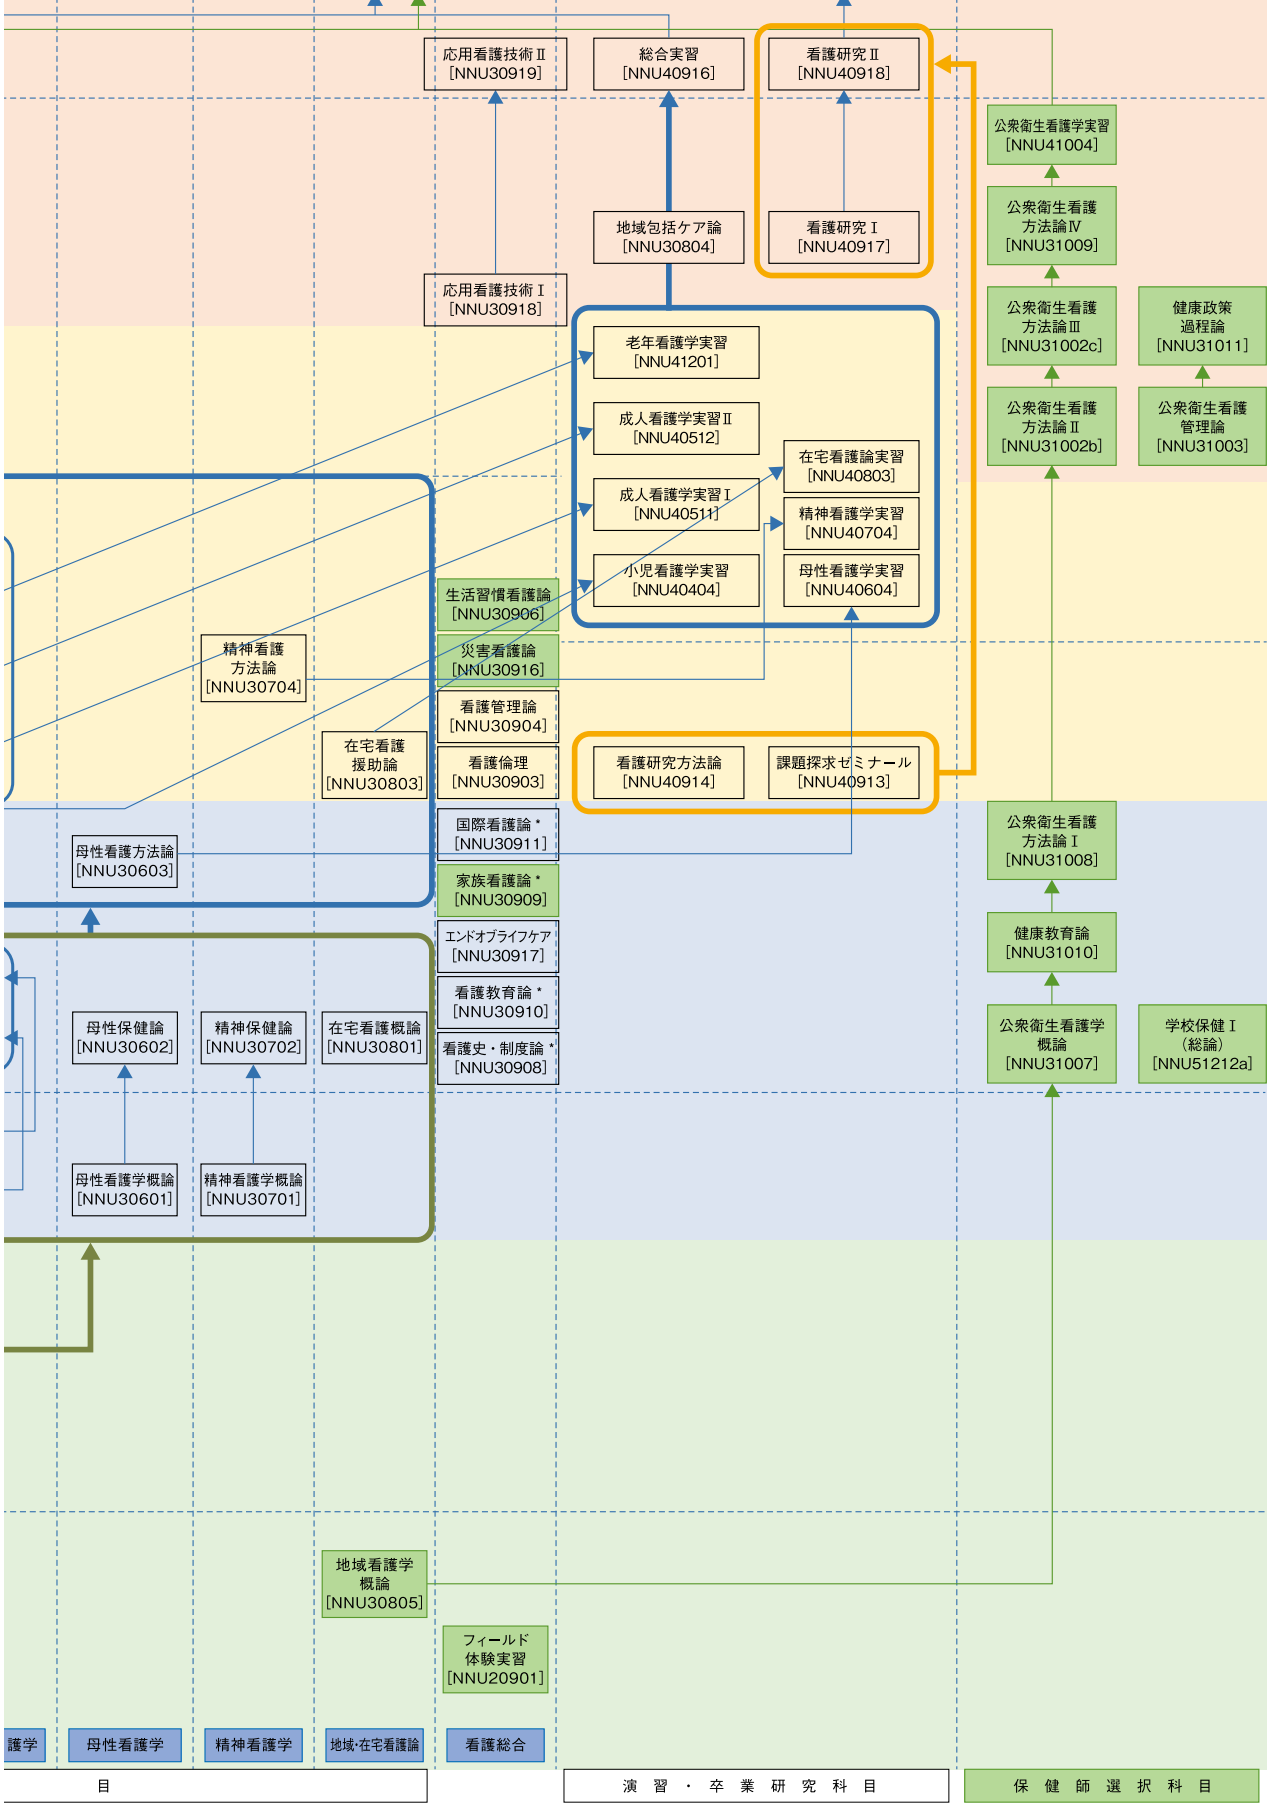 応用看護技術Ⅱ
[NNU30919]
総合実習
[NNU40916]
看護研究Ⅱ
[NNU40918]
公衆衛生看護学実習
[NNU41004]
公衆衛生看護
方法論Ⅳ
[NNU31009]
地域包括ケア論
[NNU30804]
看護研究Ⅰ
[NNU40917]
応用看護技術Ⅰ
[NNU30918]
公衆衛生看護
方法論Ⅲ
[NNU31002c]
健康政策
過程論
[NNU31011]
老年看護学実習
[NNU41201]
成人看護学実習Ⅱ
[NNU40512]
公衆衛生看護
方法論Ⅱ
[NNU31002b]
公衆衛生看護
管理論
[NNU31003]
在宅看護論実習
[NNU40803]
成人看護学実習Ⅰ
[NNU40511]
精神看護学実習
[NNU40704]
小児看護学実習
[NNU40404]
母性看護学実習
[NNU40604]
生活習慣看護論
[NNU30906]
精神看護
方法論
[NNU30704]
災害看護論
[NNU30916]
看護管理論
[NNU30904]
在宅看護
援助論
[NNU30803]
看護倫理
[NNU30903]
看護研究方法論
[NNU40914]
課題探求ゼミナール
[NNU40913]
国際看護論 *
[NNU30911]
公衆衛生看護
方法論Ⅰ
[NNU31008]
母性看護方法論
[NNU30603]
家族看護論 *
[NNU30909]
エンドオブライフケア
[NNU30917]
健康教育論
[NNU31010]
看護教育論 *
[NNU30910]
母性保健論
[NNU30602]
精神保健論
[NNU30702]
在宅看護概論
[NNU30801]
看護史・制度論 *
[NNU30908]
公衆衛生看護学
概論
[NNU31007]
学校保健Ⅰ
（総論）
[NNU51212a]
母性看護学概論
[NNU30601]
精神看護学概論
[NNU30701]
地域看護学
概論
[NNU30805]
フィールド
体験実習
[NNU20901]
護学
母性看護学
精神看護学
地域・在宅看護論
看護総合
目
演習・卒業研究科目
保健師選択科目